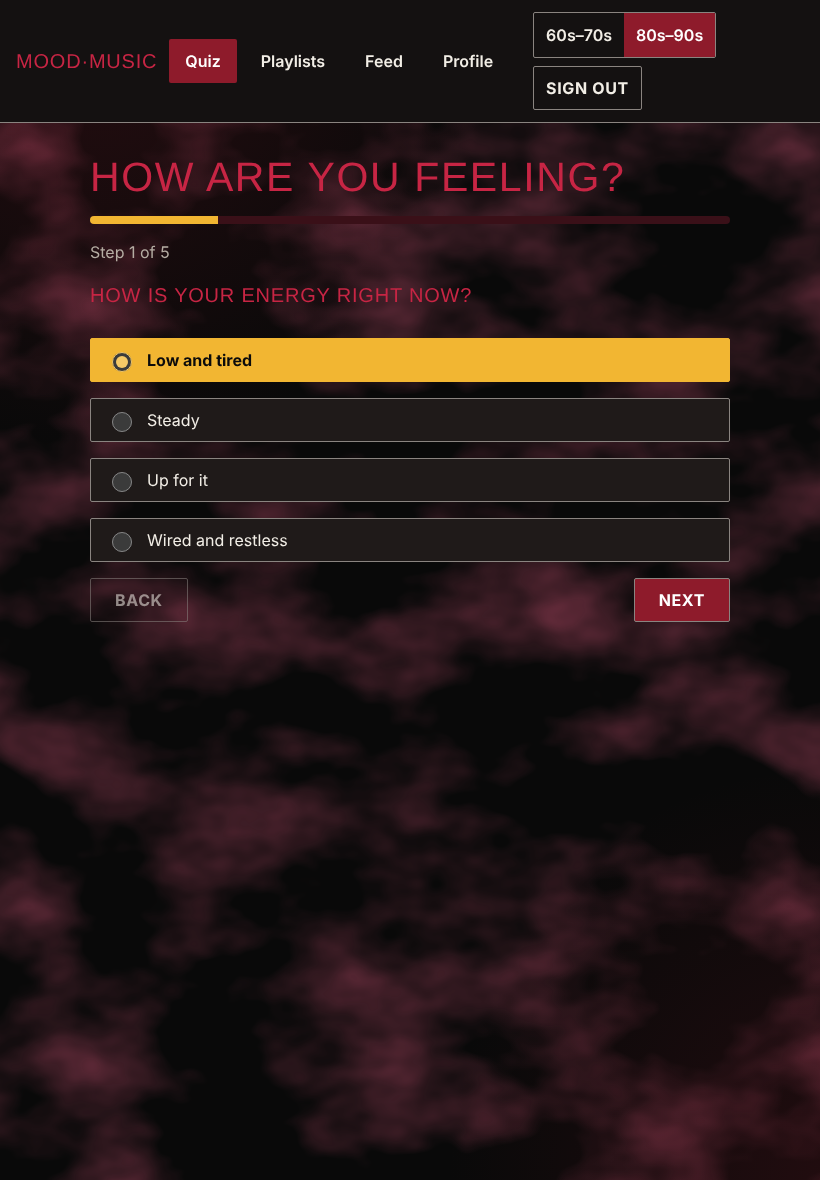 MOOD·MUSIC
Quiz
Playlists
Feed
Profile
60s–70s
80s–90s
SIGN OUT
HOW ARE YOU FEELING?
Step 1 of 5
HOW IS YOUR ENERGY RIGHT NOW?
Low and tired
Steady
Up for it
Wired and restless
BACK
NEXT